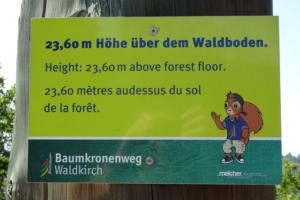 23,60 m Höhe über dem Waldboden.
Height: 23,60 m above forest floor.
23,60 mètres audessus du sol
de la forêt.
Baumkronenweg
Waldkirch
melcher